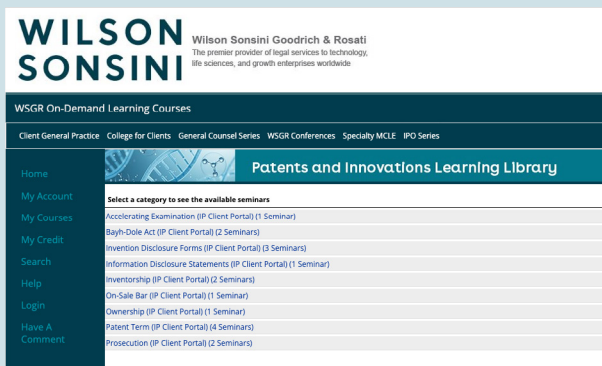 WILSON
SONSINI
Wilson Sonsini Goodrich & Rosati
The premier provider of legal services to technology,
life sciences, and growth enterprises worldwide
WSGR On-Demand Learning Courses
Client General Practice College for Clients General Counsel Series WSGR Conferences Specialty MCLE IPO Series
Home
My Account
My Courses
My Credit
Search
Help
Login
Have A
Comment
Patents and Innovations Learning Library
Select a category to see the available seminars
Accelerating Examination (IP Client Portal) (1 Seminar)
Bayh-Dole Act (IP Client Portal) (2 Seminars)
Invention Disclosure Forms (IP Client Portal) (3 Seminars)
Information Disclosure Statements (IP Client Portal) (1 Seminar)
Inventorship (IP Client Portal) (2 Seminars)
On-Sale Bar (IP Client Portal) (1 Seminar)
Ownership (IP Client Portal) (1 Seminar)
Patent Term (IP Client Portal) (4 Seminars)
Prosecution (IP Client Portal) (2 Seminars)